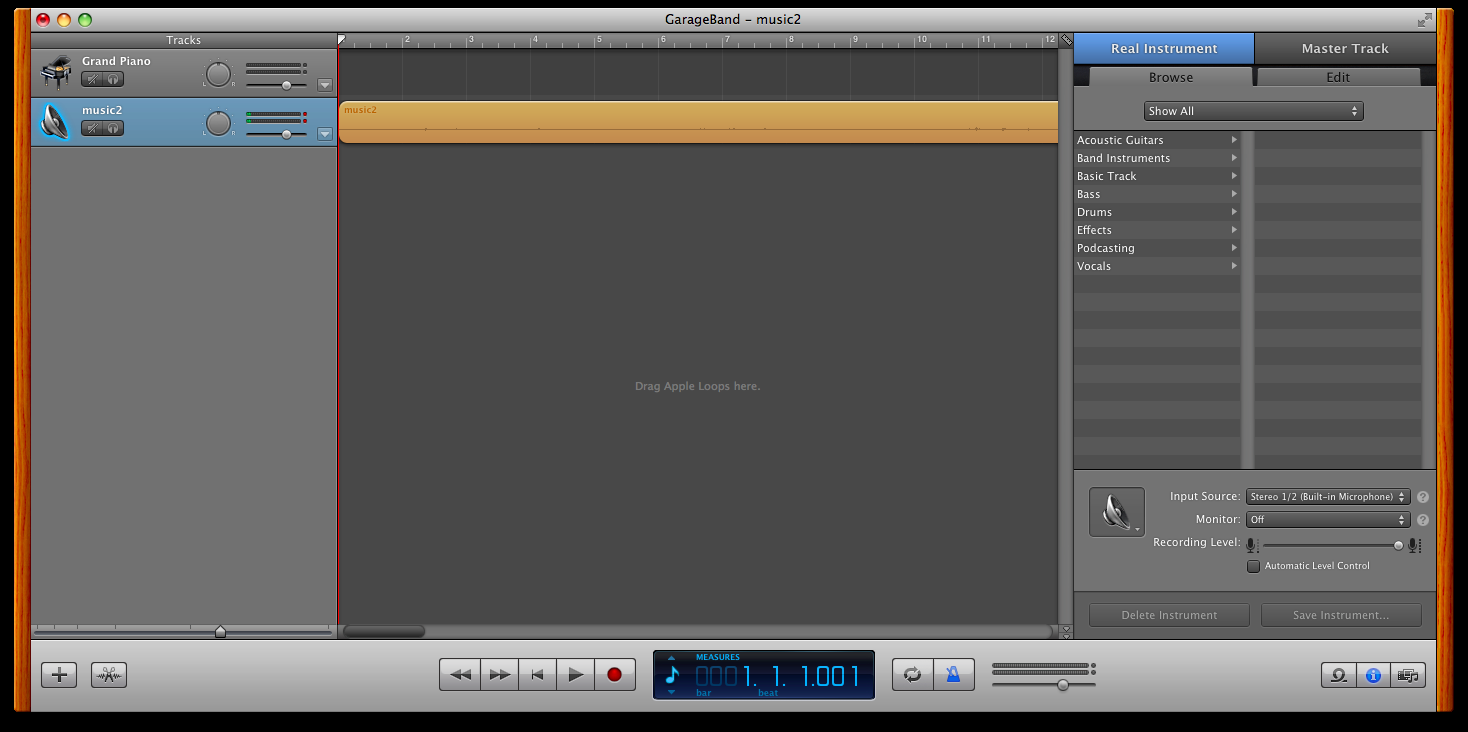 GarageBand - music2
Tracks
2 3 4 5 6 7 8 9 10 11 12
Real Instrument
Master Track
Grand Piano
L R
Browse
Edit
music2
L R
music2
Show All
Acoustic Guitars
Band Instruments
Basic Track
Bass
Drums
Effects
Podcasting
Vocals
Drag Apple Loops here.
Input Source: Stereo 1/2 (Built-in Microphone) ?
Monitor: Off ?
Recording Level:
Automatic Level Control
Delete Instrument
Save Instrument...
MEASURES
0001. 1. 1.001
bar beat